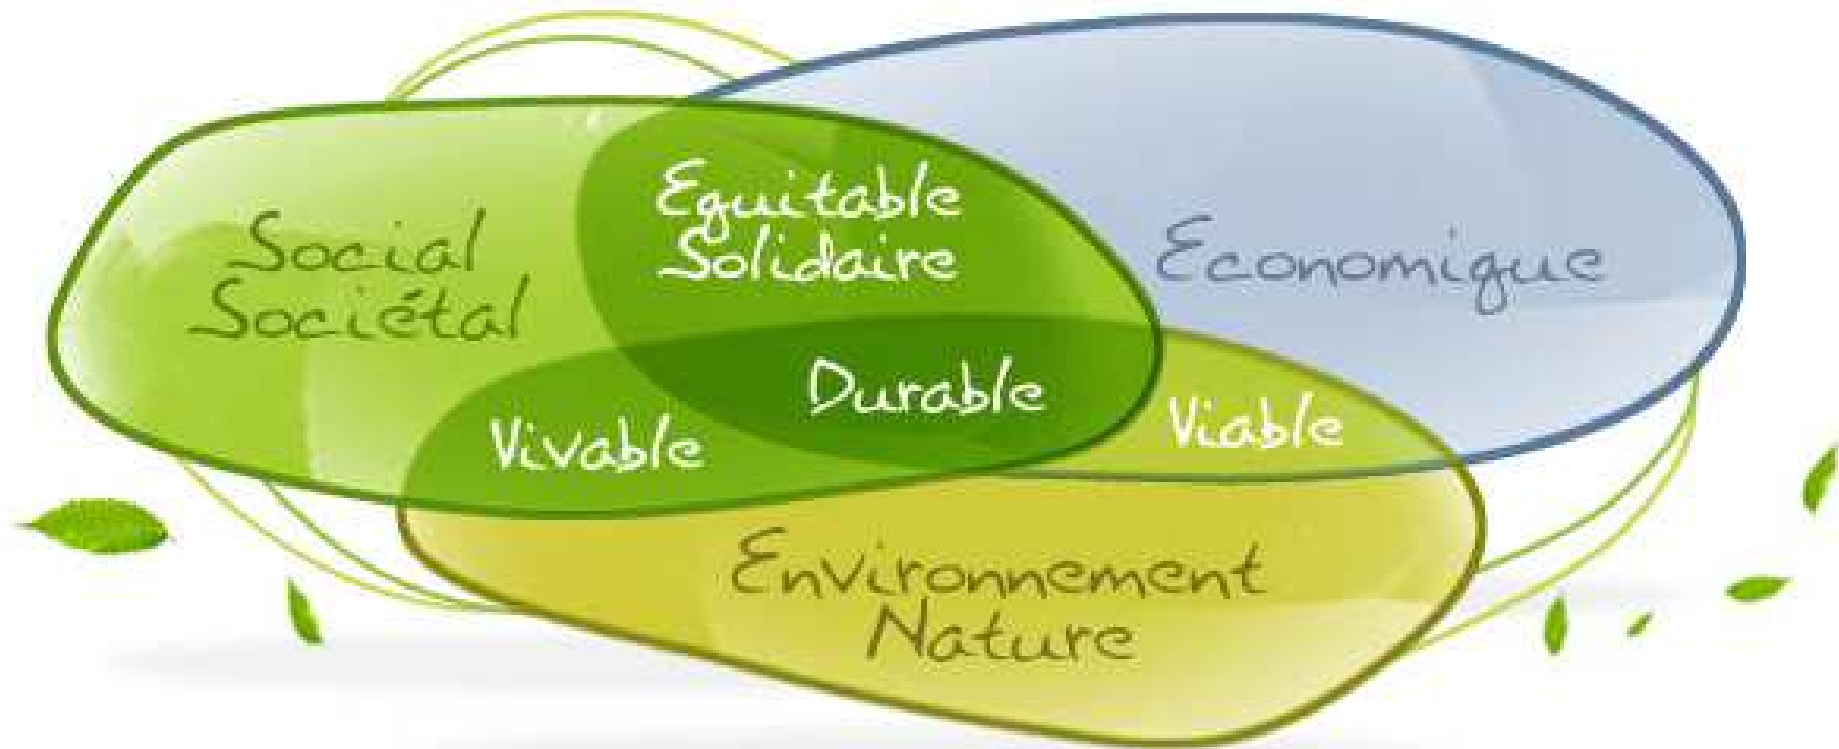 Equitable
Solidaire
Social
Sociétal
Economique
Durable
Vivable
Viable
Environnement
Nature